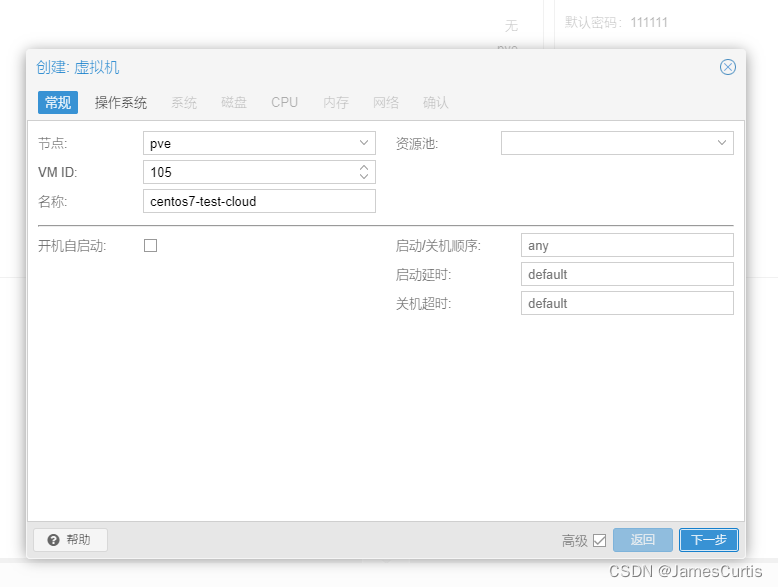 无
默认密码: 111111
创建: 虚拟机
常规 操作系统 系统 磁盘 CPU 内存 网络 确认
节点: pve 资源池:
VM ID: 105
名称: centos7-test-cloud
开机自启动: 启动/关机顺序: any
启动延时: default
关机超时: default
帮助 高级 返回 下一步
CSDN @JamesCurtis